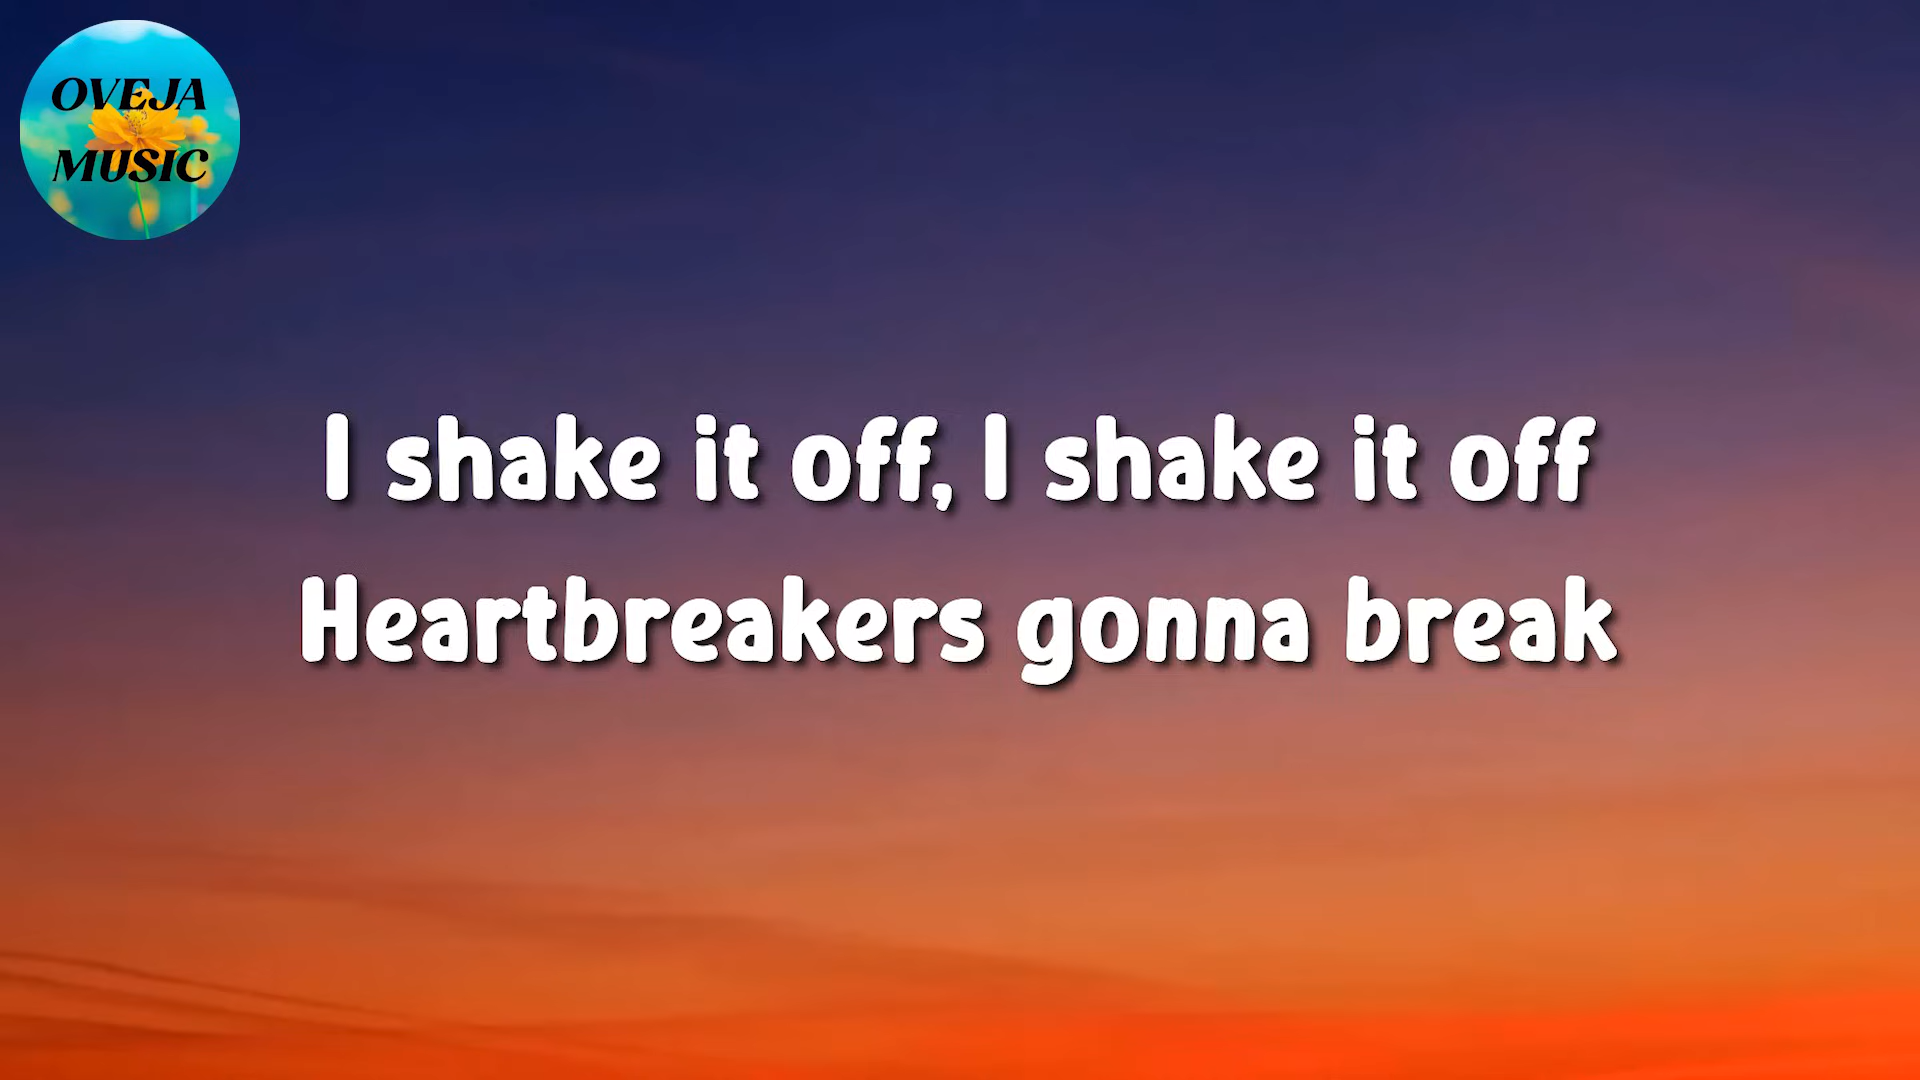 OVEJA
MUSIC
I shake it off, I shake it off
Heartbreakers gonna break